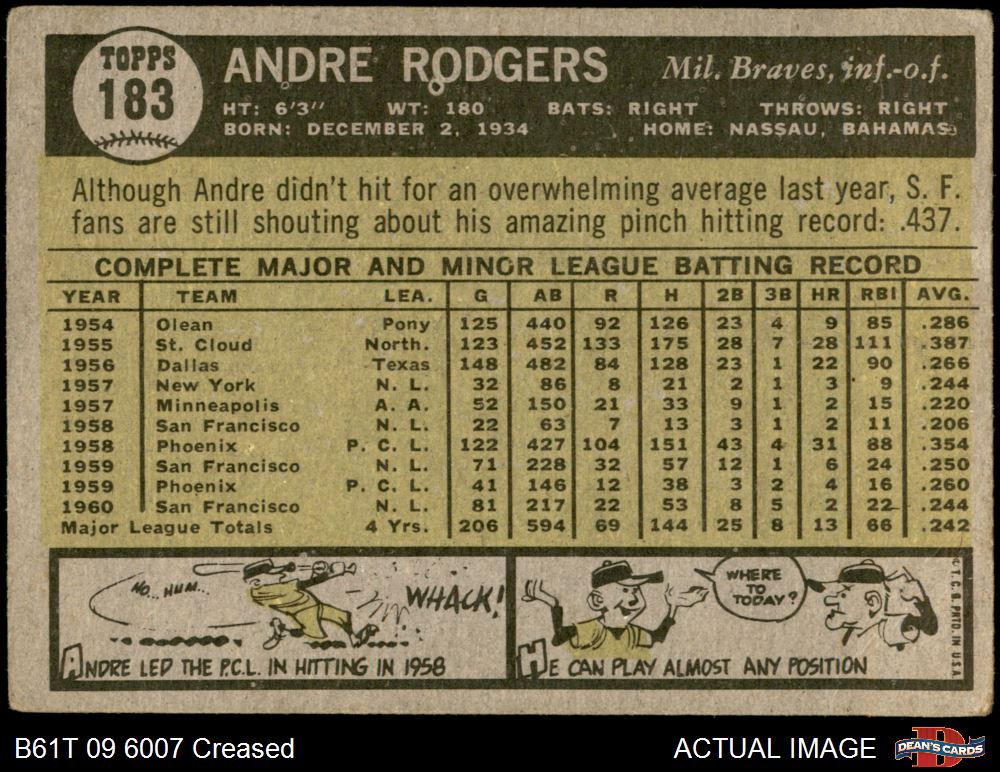 TOPPS
183
ANDRE RODGERS
Mil. Braves, inf.-o.f.
HT: 6'3" WT: 180 BATS: RIGHT THROWS: RIGHT
BORN: DECEMBER 2, 1934 HOME: NASSAU, BAHAMAS
Although Andre didn't hit for an overwhelming average last year, S. F.
fans are still shouting about his amazing pinch hitting record: .437.
COMPLETE MAJOR AND MINOR LEAGUE BATTING RECORD
YEAR TEAM LEA. G AB R H 2B 3B HR RBI AVG.
1954 Olean Pony 125 440 92 126 23 4 9 85 .286
1955 St. Cloud North. 123 452 133 175 28 7 28 111 .387
1956 Dallas Texas 148 482 84 128 23 1 22 90 .266
1957 New York N. L. 32 86 8 21 2 1 3 9 .244
1957 Minneapolis A. A. 52 150 21 33 9 1 2 15 .220
1958 San Francisco N. L. 22 63 7 13 3 1 2 11 .206
1958 Phoenix P. C. L. 122 427 104 151 43 4 31 88 .354
1959 San Francisco N. L. 71 228 32 57 12 1 6 24 .250
1959 Phoenix P. C. L. 41 146 12 38 3 2 4 16 .260
1960 San Francisco N. L. 81 217 22 53 8 5 2 22 .244
Major League Totals 4 Yrs. 206 594 69 144 25 8 13 66 .242
HO... HUM...
WHACK!
ANDRE LED THE P.C.L. IN HITTING IN 1958
WHERE
TO
TODAY?
HE CAN PLAY ALMOST ANY POSITION
© T. C. G. PRTD. IN U.S.A.
B61T 09 6007 Creased
ACTUAL IMAGE
DEAN'S CARDS